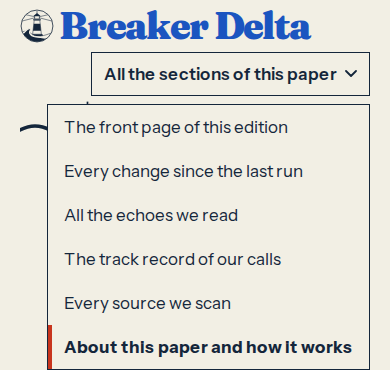 Breaker Delta
All the sections of this paper
The front page of this edition
Every change since the last run
All the echoes we read
The track record of our calls
Every source we scan
About this paper and how it works